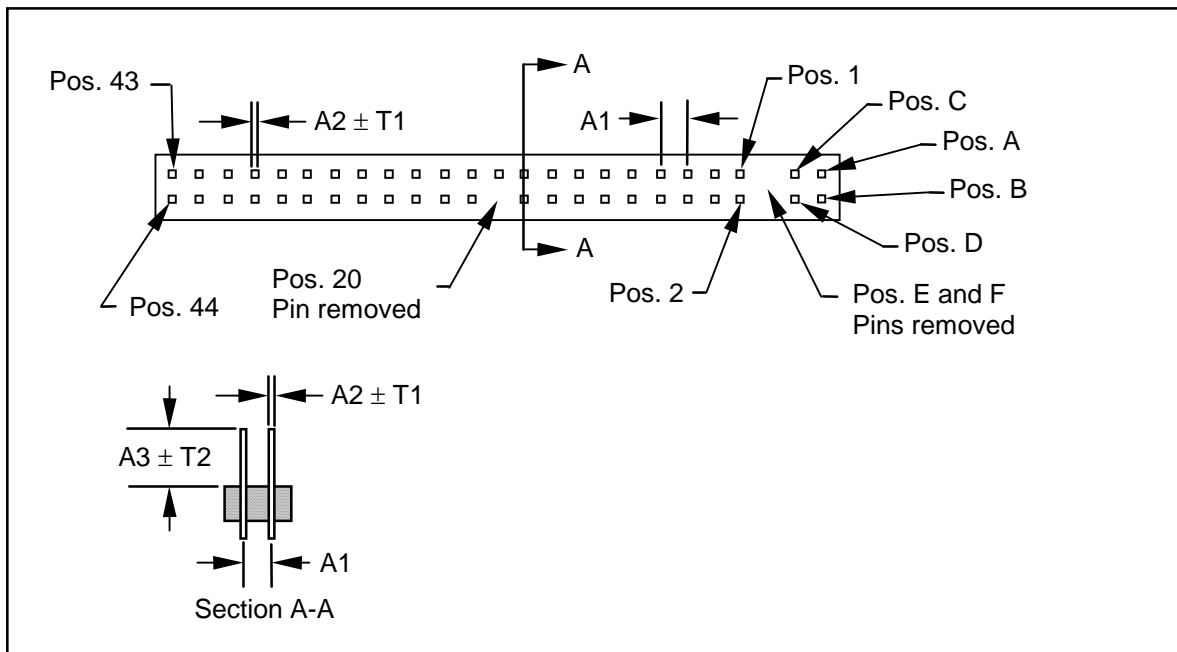 Pos. 43
A2 ± T1
A
A1
Pos. 1
Pos. C
Pos. A
Pos. B
Pos. D
A
Pos. 44
Pos. 20
Pin removed
Pos. 2
Pos. E and F
Pins removed
A2 ± T1
A3 ± T2
A1
Section A-A